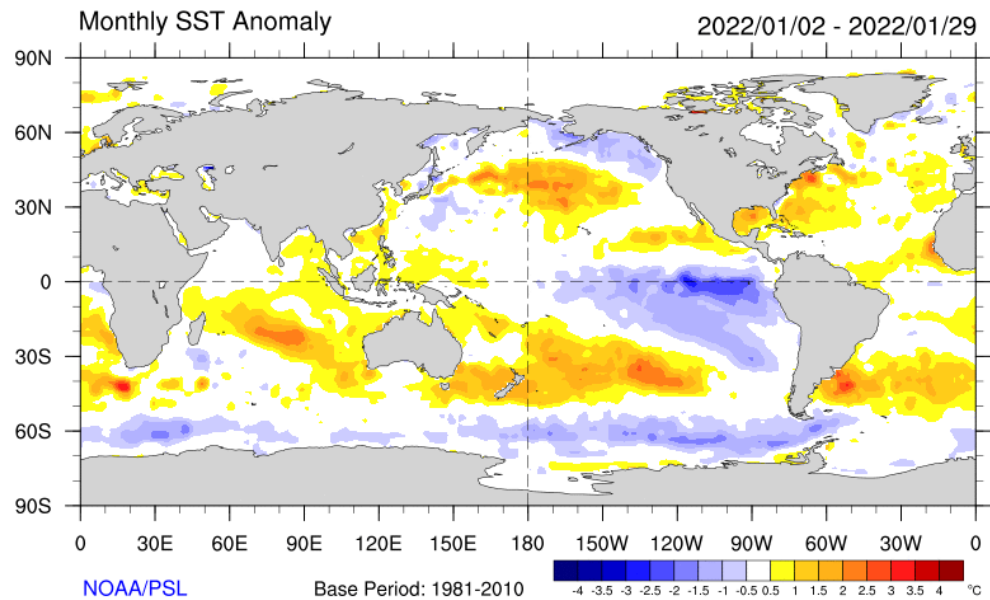 Monthly SST Anomaly 2022/01/02 - 2022/01/29
90N
60N
30N
0
30S
60S
90S
0 30E 60E 90E 120E 150E 180 150W 120W 90W 60W 30W 0
NOAA/PSL Base Period: 1981-2010
-4 -3.5 -3 -2.5 -2 -1.5 -1 -0.5 0.5 1 1.5 2 2.5 3 3.5 4 °C